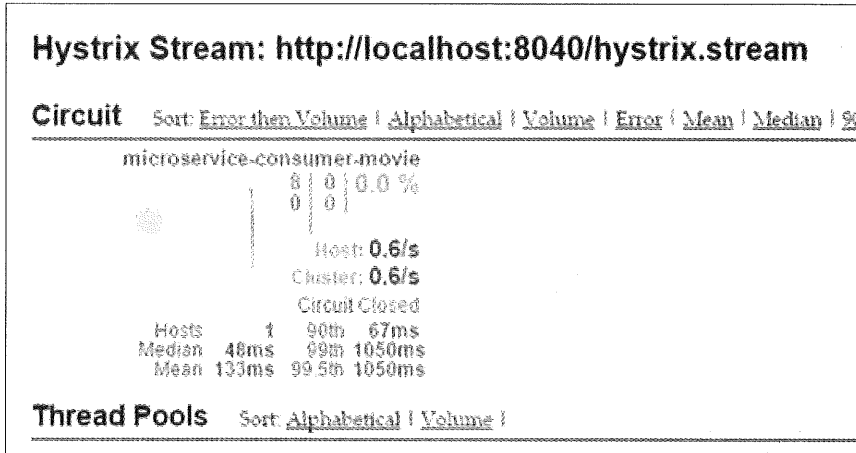 Hystrix Stream: http://localhost:8040/hystrix.stream
Circuit Sort: Error then Volume | Alphabetical | Volume | Error | Mean | Median | 90
microservice-consumer-movie
8 | 0 | 0.0 %
0 | 0 |
Host: 0.6/s
Cluster: 0.6/s
Circuit Closed
Hosts 1 90th 67ms
Median 48ms 99th 1050ms
Mean 133ms 99.5th 1050ms
Thread Pools Sort: Alphabetical | Volume |